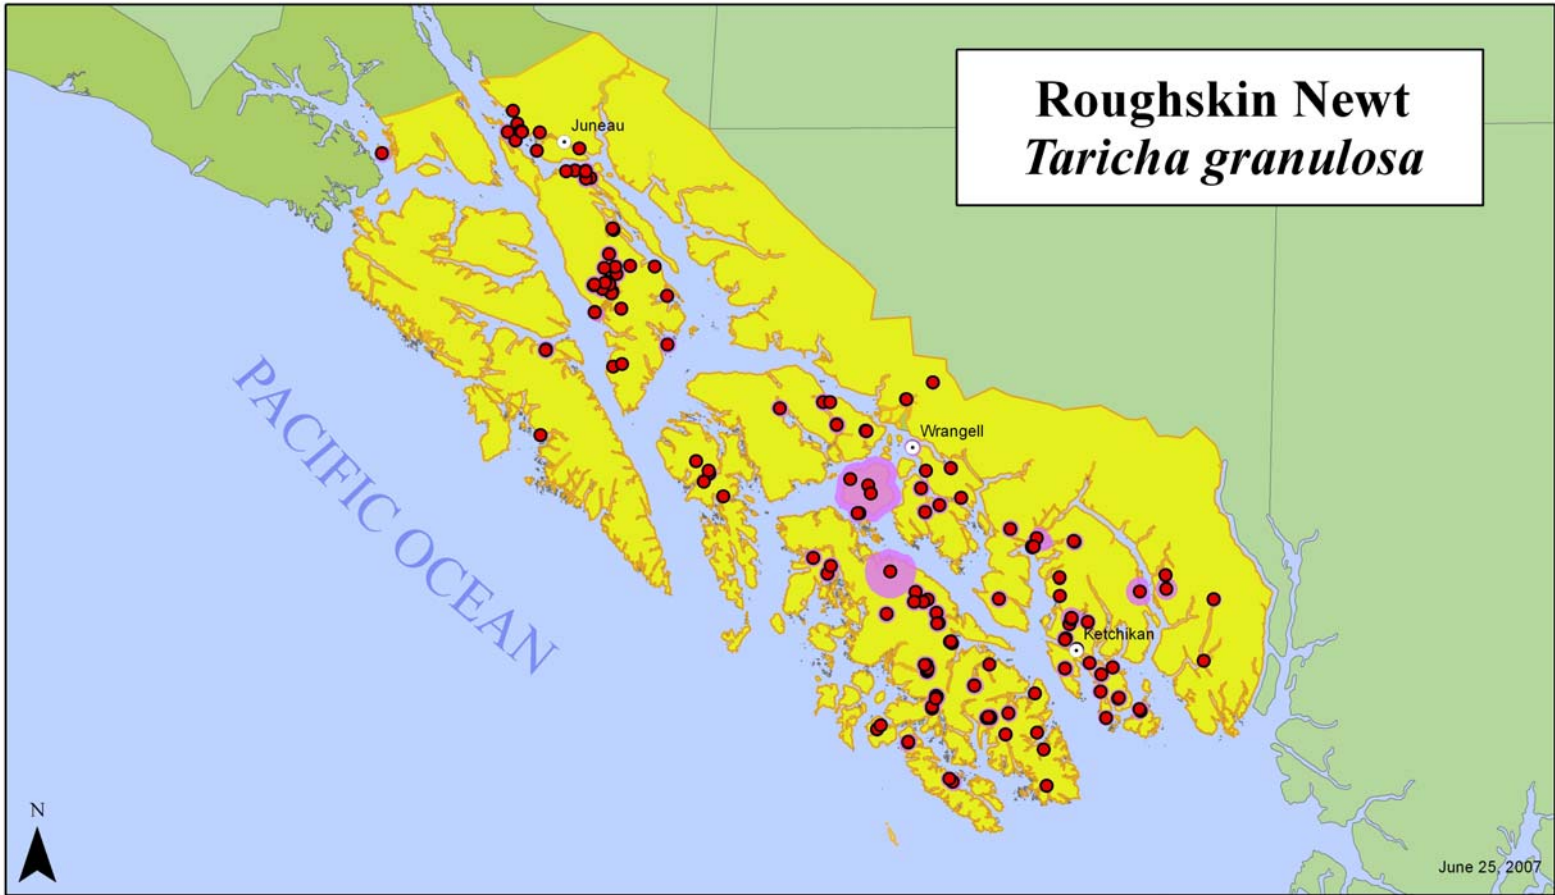 Roughskin Newt
Taricha granulosa
Juneau
PACIFIC OCEAN
Wrangell
Ketchikan
N
June 25, 2007